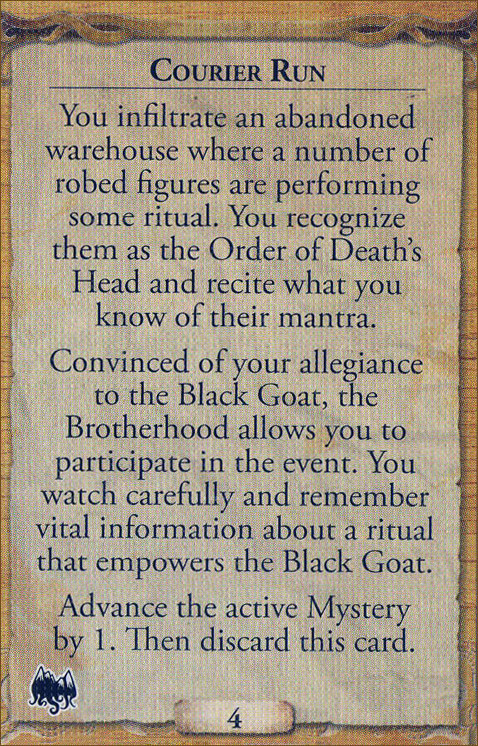 Courier Run
You infiltrate an abandoned
warehouse where a number of
robed figures are performing
some ritual. You recognize
them as the Order of Death's
Head and recite what you
know of their mantra.
Convinced of your allegiance
to the Black Goat, the
Brotherhood allows you to
participate in the event. You
watch carefully and remember
vital information about a ritual
that empowers the Black Goat.
Advance the active Mystery
by 1. Then discard this card.
4